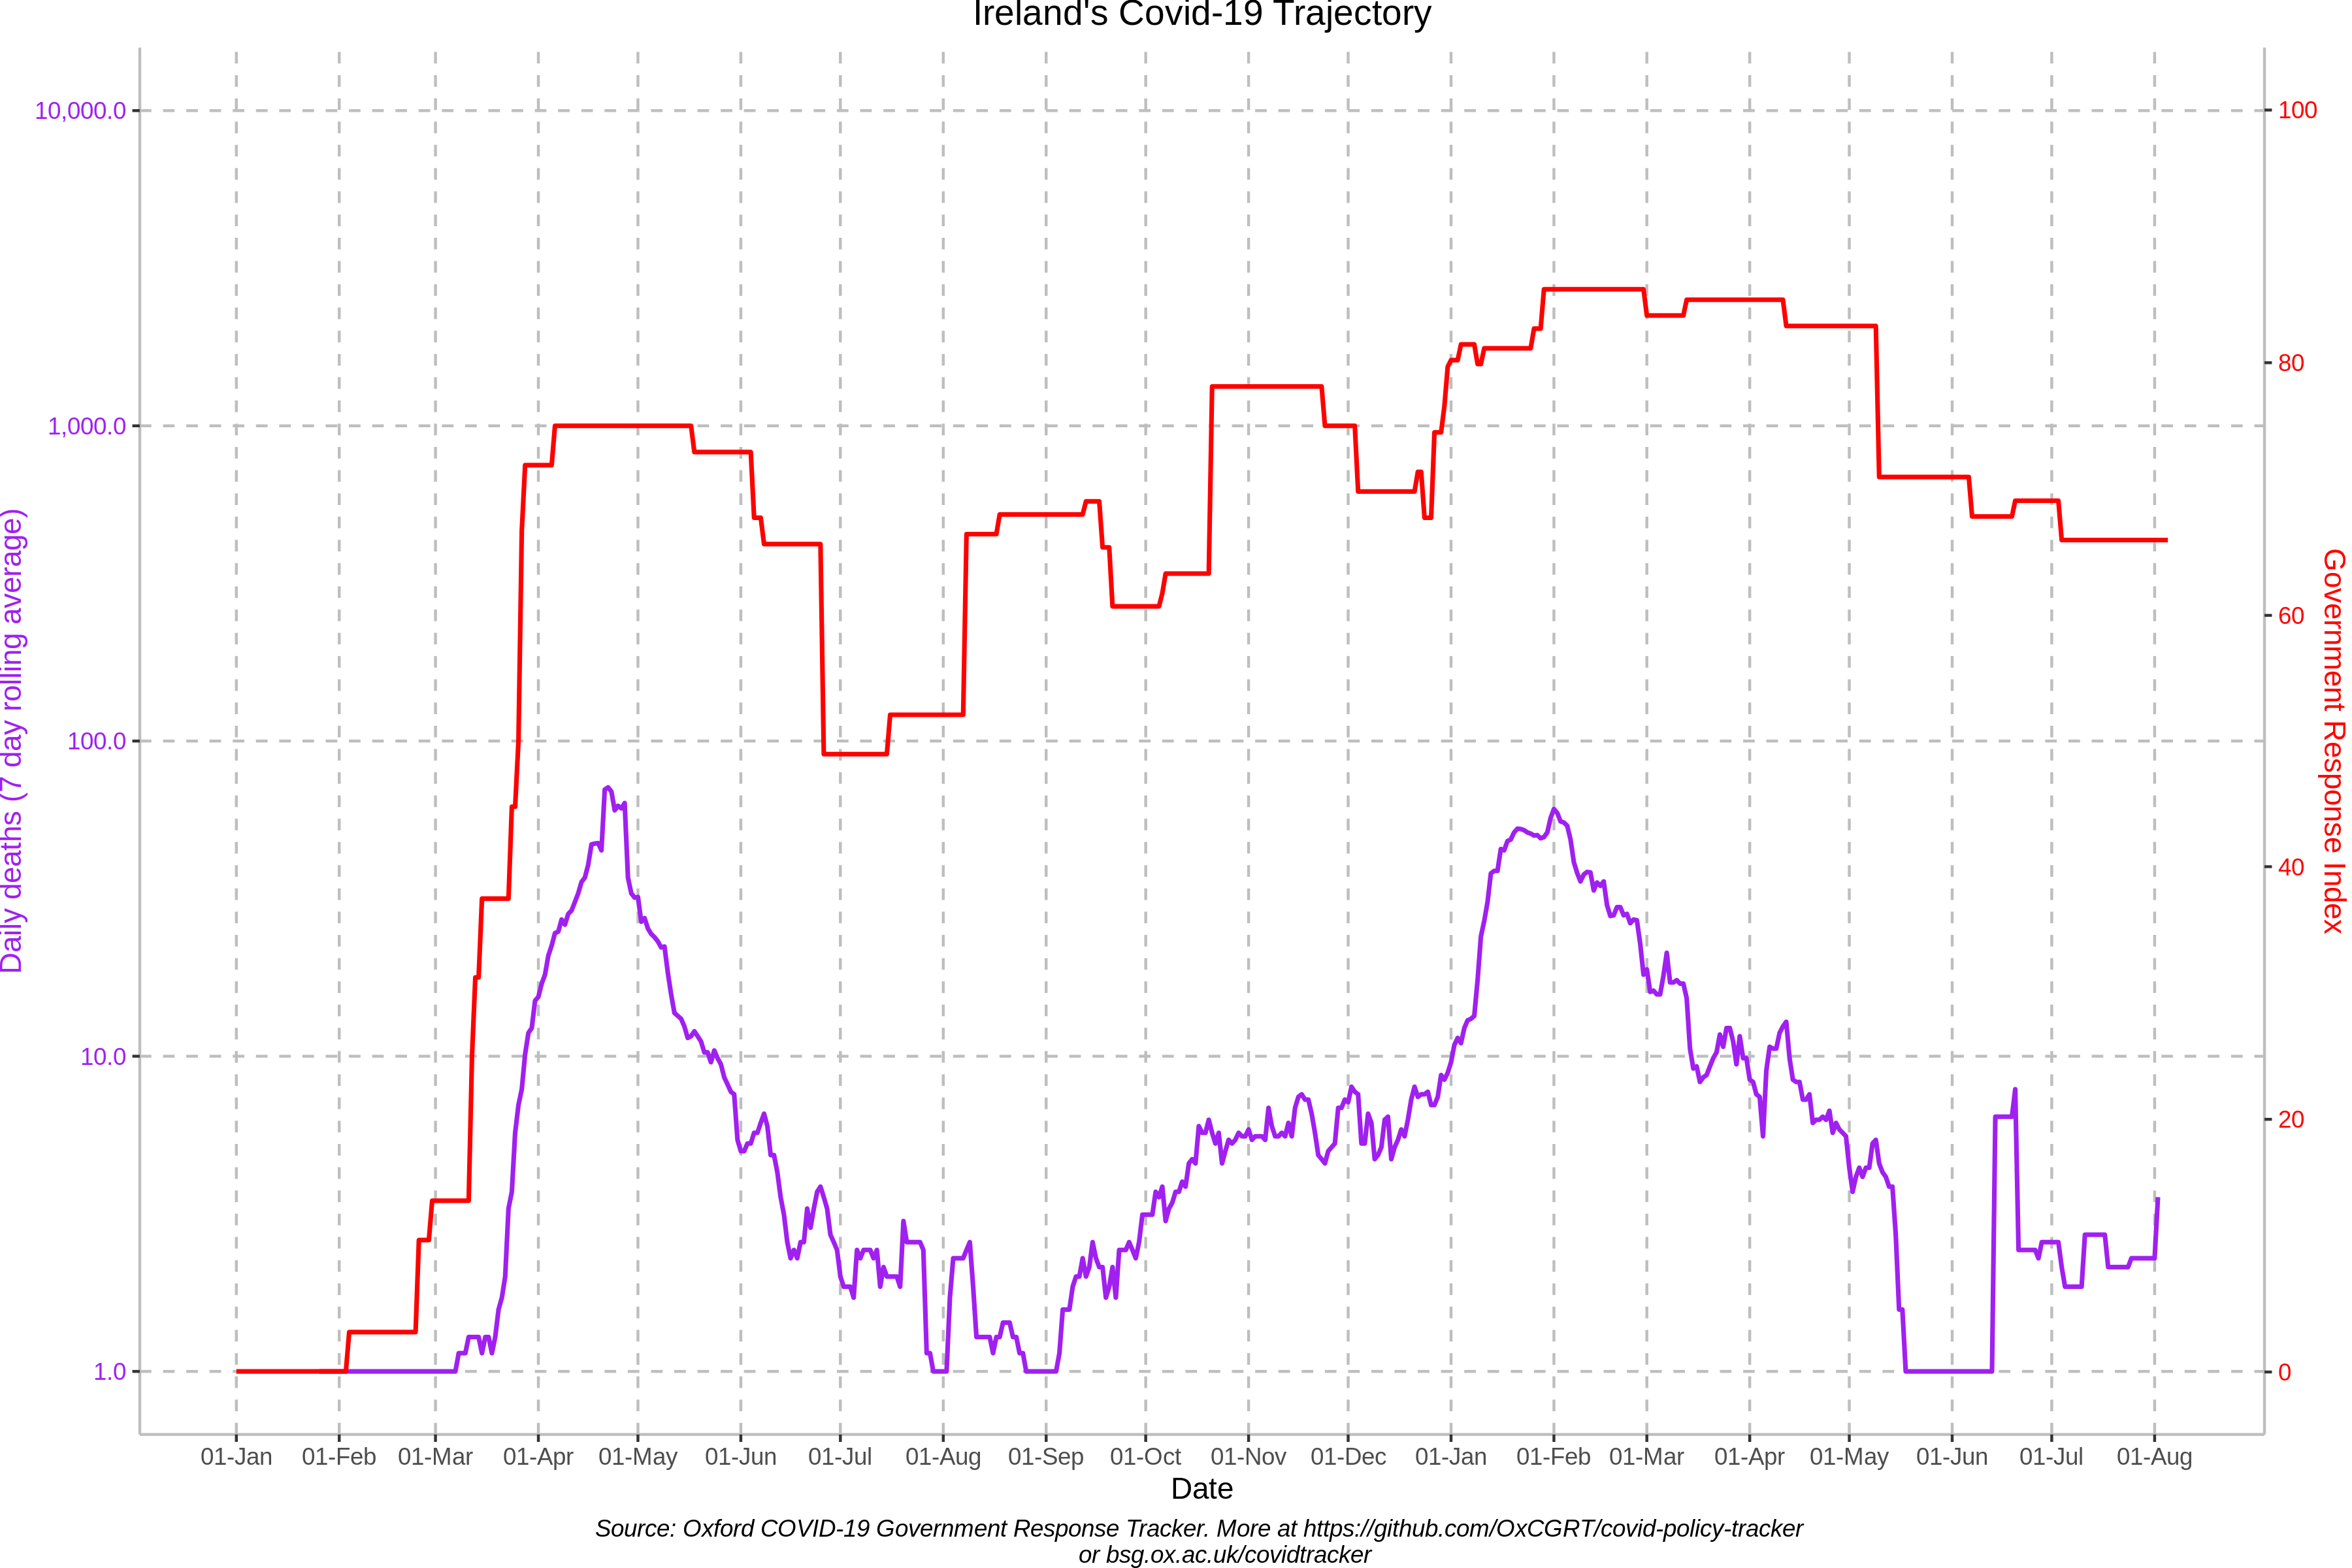 Ireland's Covid-19 Trajectory
10,000.0
1,000.0
100.0
10.0
1.0
Daily deaths (7 day rolling average)
100
80
60
40
20
0
Government Response Index
01-Jan 01-Feb 01-Mar 01-Apr 01-May 01-Jun 01-Jul 01-Aug 01-Sep 01-Oct 01-Nov 01-Dec 01-Jan 01-Feb 01-Mar 01-Apr 01-May 01-Jun 01-Jul 01-Aug
Date
Source: Oxford COVID-19 Government Response Tracker. More at https://github.com/OxCGRT/covid-policy-tracker
or bsg.ox.ac.uk/covidtracker